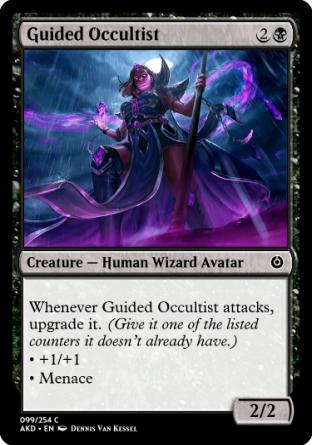 Guided Occultist 2
Creature — Human Wizard Avatar
Whenever Guided Occultist attacks,
upgrade it. (Give it one of the listed
counters it doesn't already have.)
• +1/+1
• Menace
2/2
099/254 C
AKD • EN Dennis Van Kessel